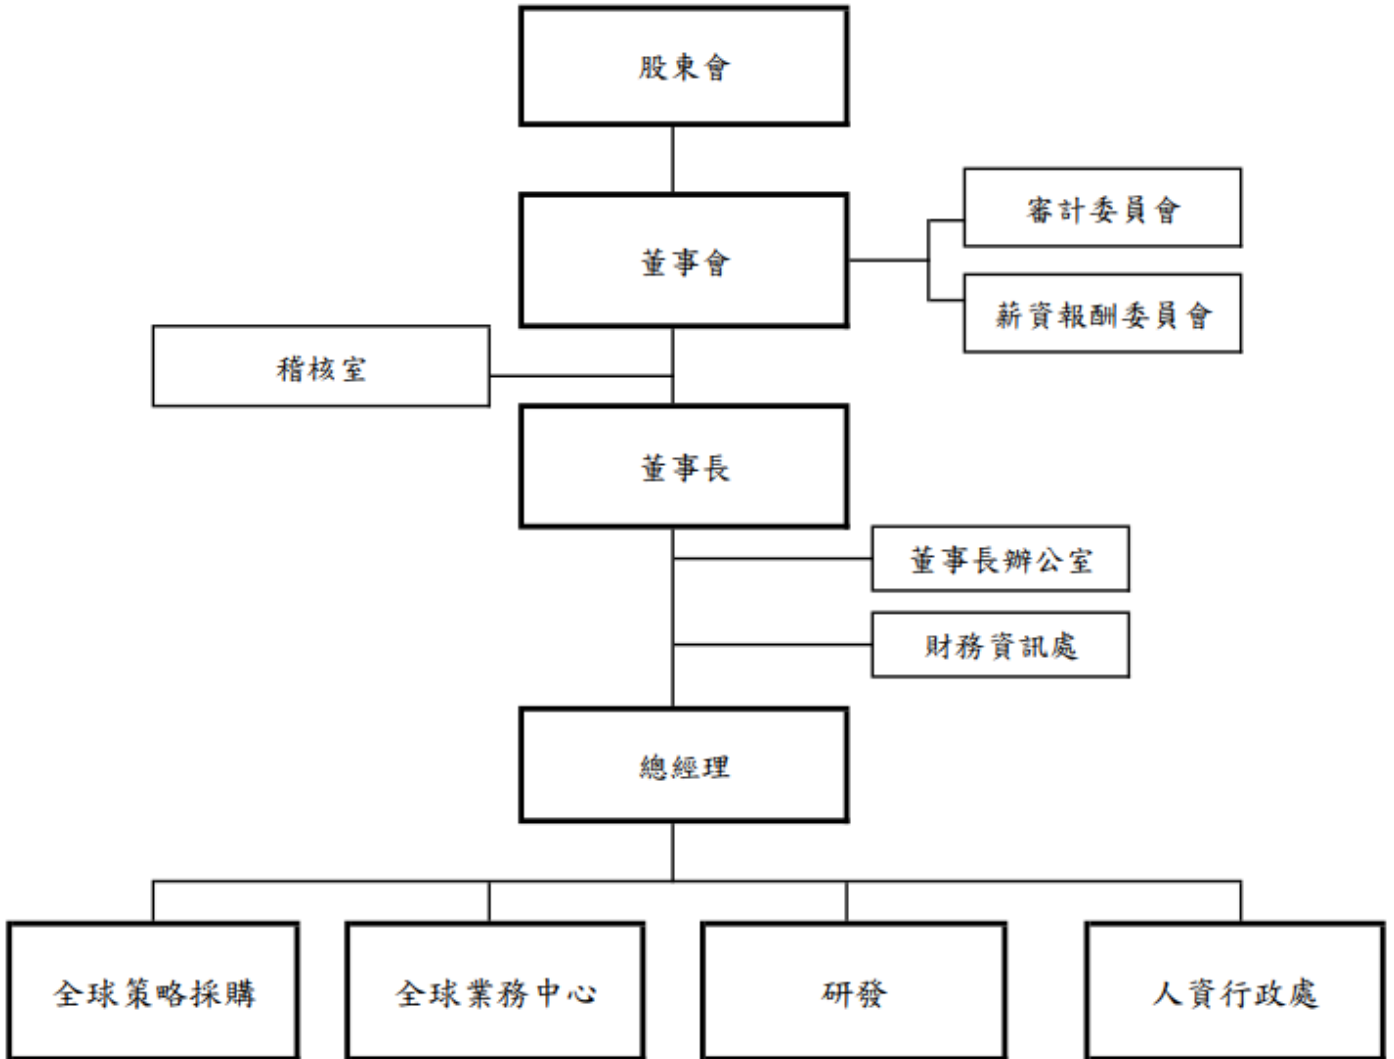 股東會
董事會
審計委員會
薪資報酬委員會
稽核室
董事長
董事長辦公室
財務資訊處
總經理
全球策略採購
全球業務中心
研發
人資行政處